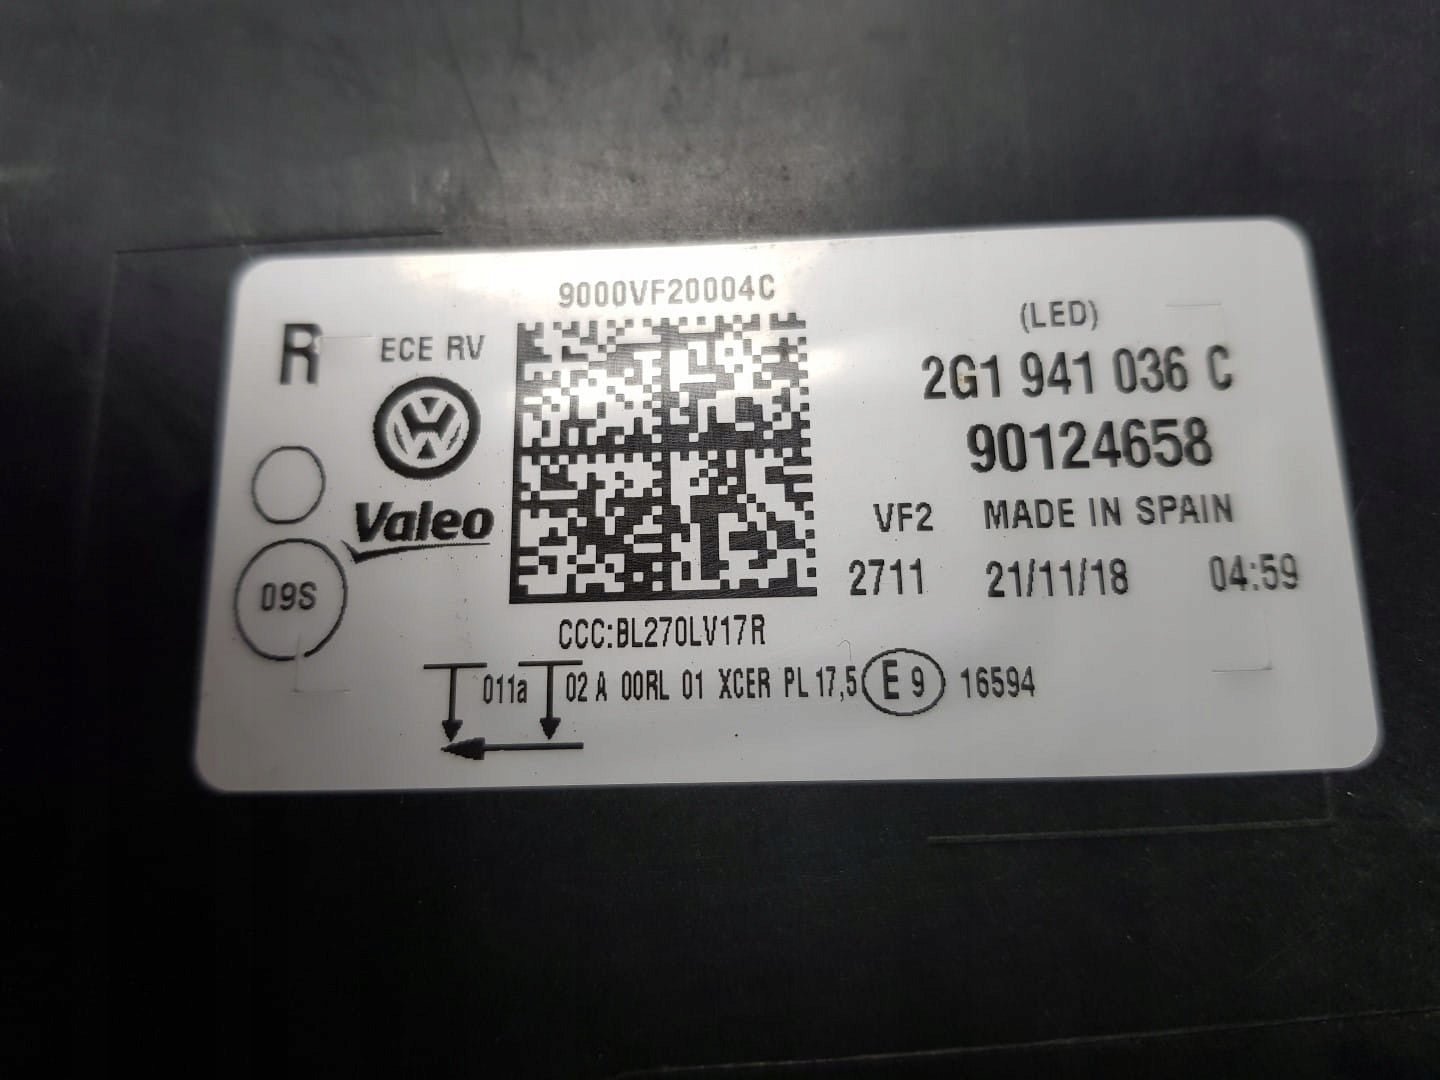 9000VF20004C
R
ECE RV
Valeo
09S
(LED)
2G1 941 036 C
90124658
VF2 MADE IN SPAIN
2711 21/11/18 04:59
CCC:BL270LV17R
011a 02 A 00RL 01 XCER PL 17,5 E 9 16594